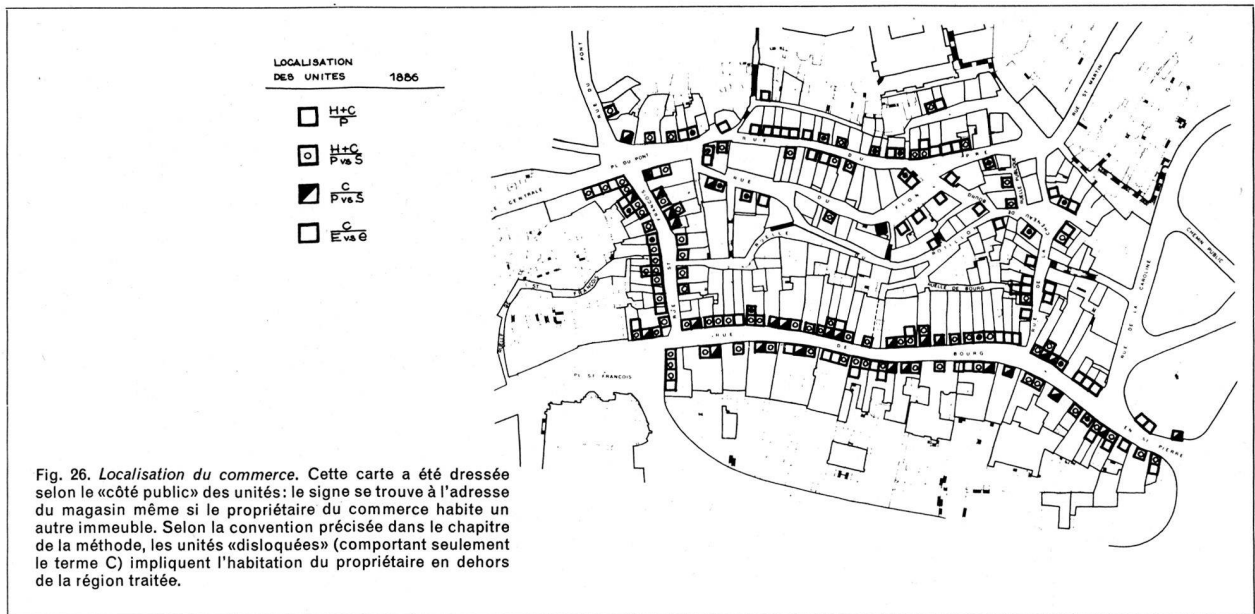 LOCALISATION
DES UNITES 1886
H+C
P
H+C
P vs S
C
P vs S
C
E vs e
RUE DU PONT
PL DU PONT
RUE ST MARTIN
RUE DU PRÉ
RUE DU FLON
CENTRALE
RUELLE DE BOURG
RUE DE LA CAROLINE
CHEMIN PUBLIC
RUE DE BOURG
PL ST FRANCOIS
EN ST PIERRE
Fig. 26. Localisation du commerce. Cette carte a été dressée
selon le «côté public» des unités: le signe se trouve à l'adresse
du magasin même si le propriétaire du commerce habite un
autre immeuble. Selon la convention précisée dans le chapitre
de la méthode, les unités «disloquées» (comportant seulement
le terme C) impliquent l'habitation du propriétaire en dehors
de la région traitée.